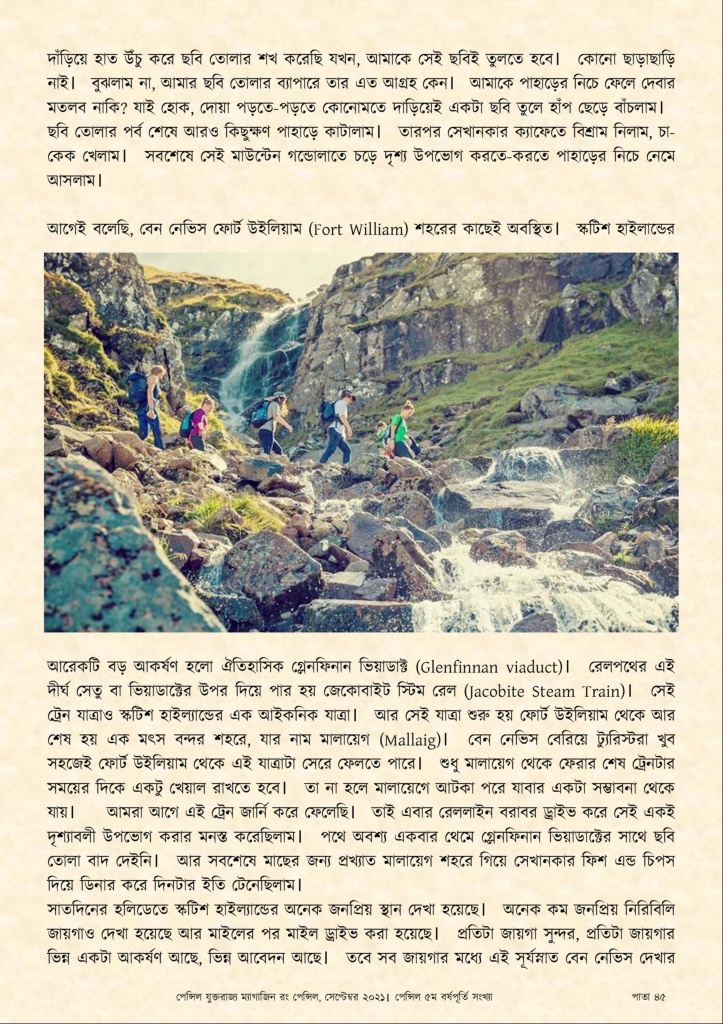 দাঁড়িয়ে হাত উঁচু করে ছবি তোলার শখ করেছি যখন, আমাকে সেই ছবিই তুলতে হবে। কোনো ছাড়াছাড়ি
নাই। বুঝলাম না, আমার ছবি তোলার ব্যাপারে তার এত আগ্রহ কেন। আমাকে পাহাড়ের নিচে ফেলে দেবার
মতলব নাকি? যাই হোক, দোয়া পড়তে-পড়তে কোনোমতে দাড়িয়েই একটা ছবি তুলে হাঁপ ছেড়ে বাঁচলাম।
ছবি তোলার পর্ব শেষে আরও কিছুক্ষণ পাহাড়ে কাটালাম। তারপর সেখানকার ক্যাফেতে বিশ্রাম নিলাম, চা-
কেক খেলাম। সবশেষে সেই মাউন্টেন গন্ডোলাতে চড়ে দৃশ্য উপভোগ করতে-করতে পাহাড়ের নিচে নেমে
আসলাম।
আগেই বলেছি, বেন নেভিস ফোর্ট উইলিয়াম (Fort William) শহরের কাছেই অবস্থিত। স্কটিশ হাইলান্ডের
আরেকটি বড় আকর্ষণ হলো ঐতিহাসিক গ্লেনফিনান ভিয়াডাক্ট (Glenfinnan viaduct)। রেলপথের এই
দীর্ঘ সেতু বা ভিয়াডাক্টের উপর দিয়ে পার হয় জেকোবাইট স্টিম রেল (Jacobite Steam Train)। সেই
ট্রেন যাত্রাও স্কটিশ হাইল্যান্ডের এক আইকনিক যাত্রা। আর সেই যাত্রা শুরু হয় ফোর্ট উইলিয়াম থেকে আর
শেষ হয় এক মৎস বন্দর শহরে, যার নাম মালায়েগ (Mallaig)। বেন নেভিস বেরিয়ে ট্যুরিস্টরা খুব
সহজেই ফোর্ট উইলিয়াম থেকে এই যাত্রাটা সেরে ফেলতে পারে। শুধু মালায়েগ থেকে ফেরার শেষ ট্রেনটার
সময়ের দিকে একটু খেয়াল রাখতে হবে। তা না হলে মালায়েগে আটকা পরে যাবার একটা সম্ভাবনা থেকে
যায়। আমরা আগে এই ট্রেন জার্নি করে ফেলেছি। তাই এবার রেললাইন বরাবর ড্রাইভ করে সেই একই
দৃশ্যাবলী উপভোগ করার মনস্ত করেছিলাম। পথে অবশ্য একবার থেমে গ্লেনফিনান ভিয়াডাক্টের সাথে ছবি
তোলা বাদ দেইনি। আর সবশেষে মাছের জন্য প্রখ্যাত মালায়েগ শহরে গিয়ে সেখানকার ফিশ এন্ড চিপস
দিয়ে ডিনার করে দিনটার ইতি টেনেছিলাম।
সাতদিনের হলিডেতে স্কটিশ হাইল্যান্ডের অনেক জনপ্রিয় স্থান দেখা হয়েছে। অনেক কম জনপ্রিয় নিরিবিলি
জায়গাও দেখা হয়েছে আর মাইলের পর মাইল ড্রাইভ করা হয়েছে। প্রতিটা জায়গা সুন্দর, প্রতিটা জায়গার
ভিন্ন একটা আকর্ষণ আছে, ভিন্ন আবেদন আছে। তবে সব জায়গার মধ্যে এই সূর্যস্নাত বেন নেভিস দেখার
পেন্সিল যুক্তরাজ্য ম্যাগাজিন রং পেন্সিল, সেপ্টেম্বর ২০২১। পেন্সিল ৫ম বর্ষপূর্তি সংখ্যা পাতা ৪৫